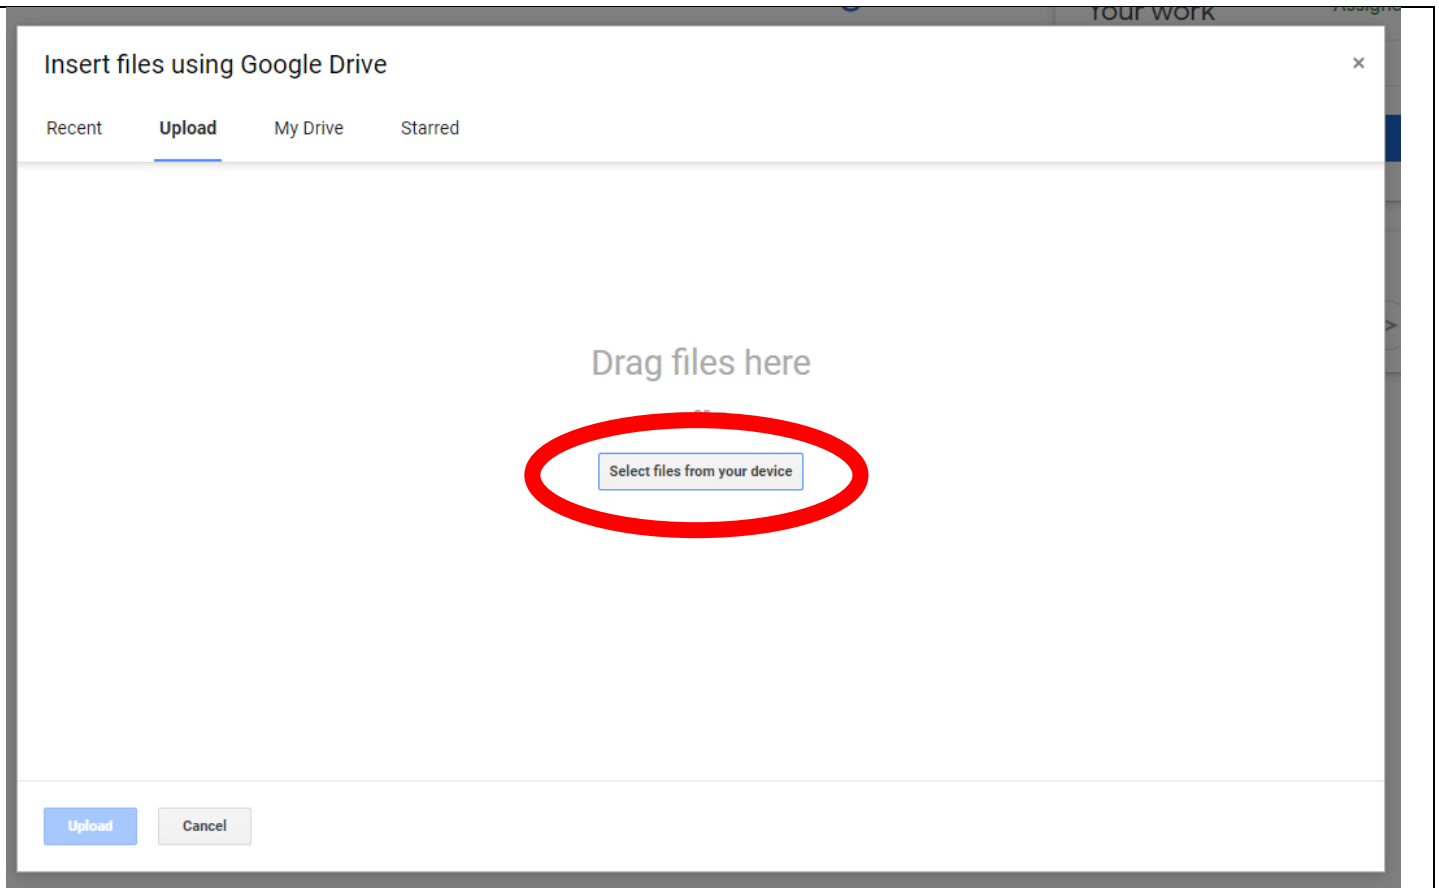 Your work
Insert files using Google Drive
×
Recent Upload My Drive Starred
Drag files here
Select files from your device
Upload Cancel